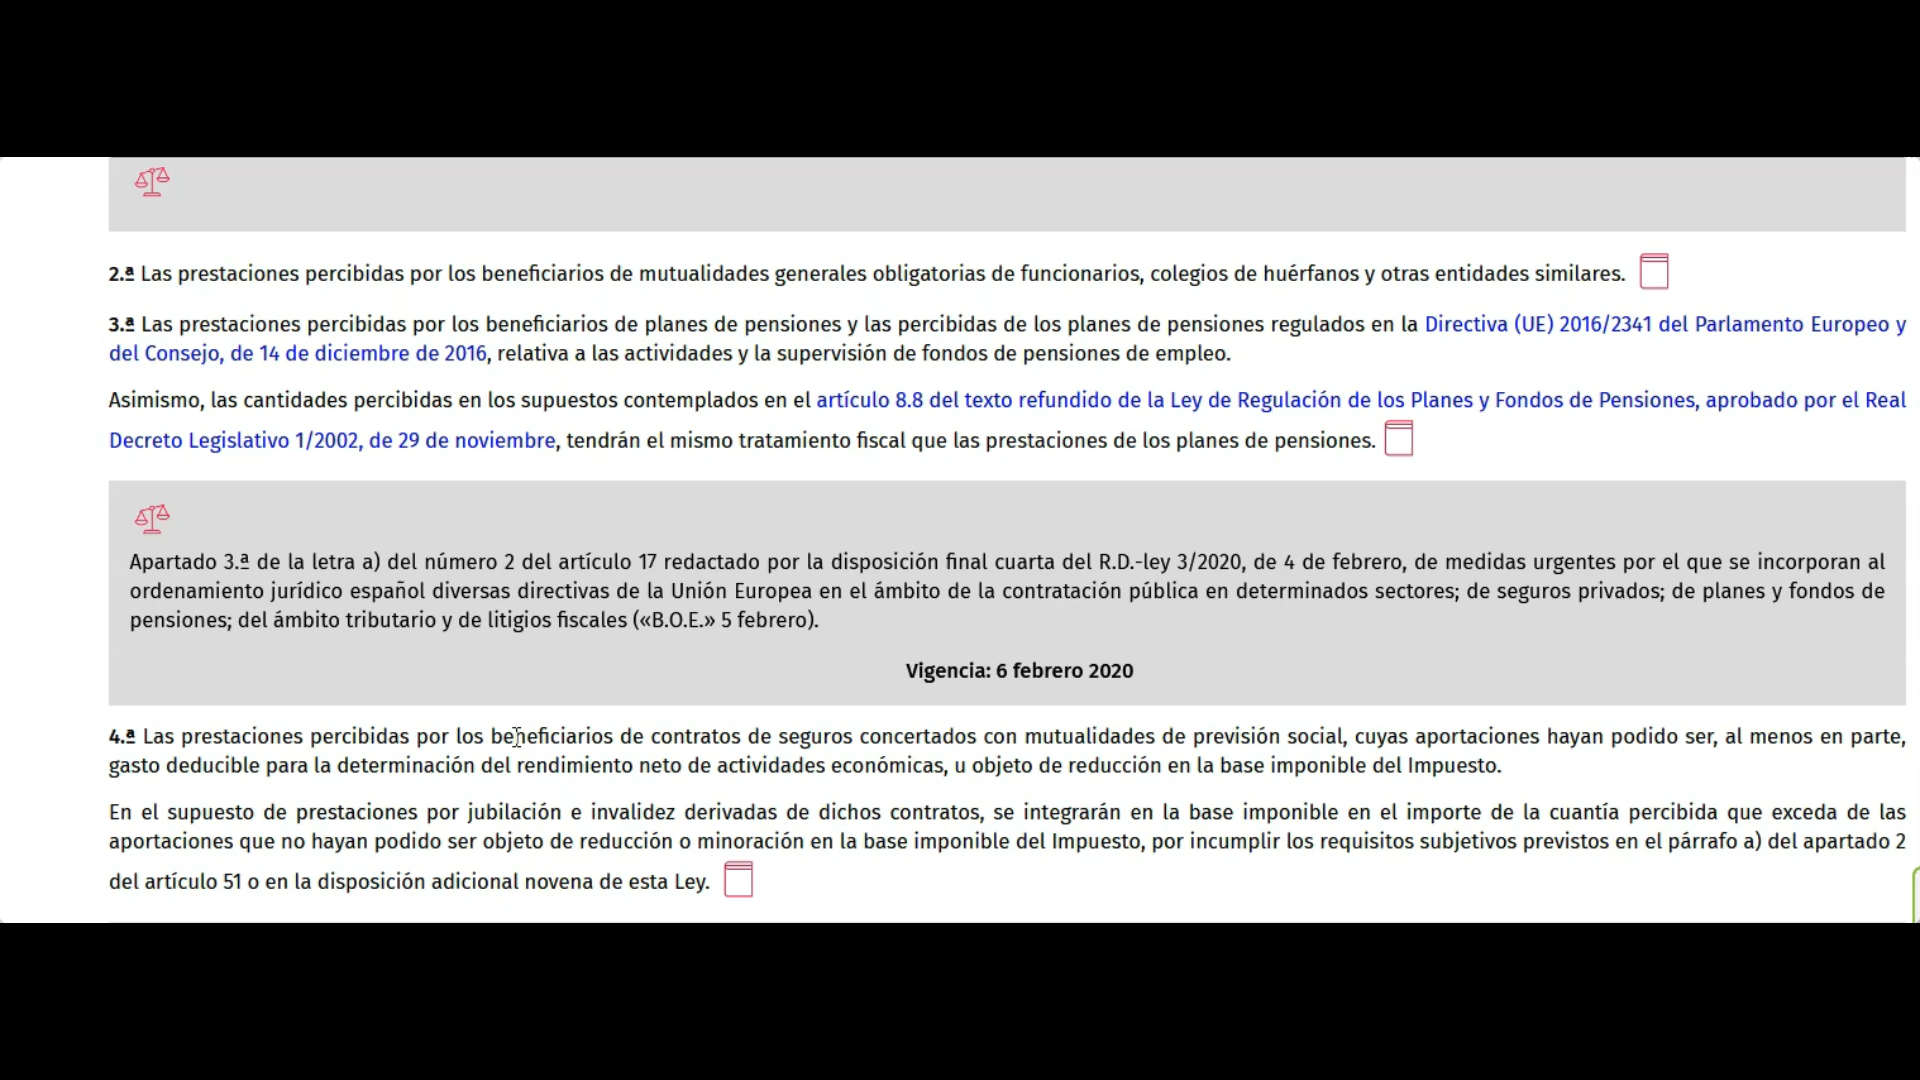 2.ª Las prestaciones percibidas por los beneficiarios de mutualidades generales obligatorias de funcionarios, colegios de huérfanos y otras entidades similares.
3.ª Las prestaciones percibidas por los beneficiarios de planes de pensiones y las percibidas de los planes de pensiones regulados en la Directiva (UE) 2016/2341 del Parlamento Europeo y
del Consejo, de 14 de diciembre de 2016, relativa a las actividades y la supervisión de fondos de pensiones de empleo.
Asimismo, las cantidades percibidas en los supuestos contemplados en el artículo 8.8 del texto refundido de la Ley de Regulación de los Planes y Fondos de Pensiones, aprobado por el Real
Decreto Legislativo 1/2002, de 29 de noviembre, tendrán el mismo tratamiento fiscal que las prestaciones de los planes de pensiones.
Apartado 3.ª de la letra a) del número 2 del artículo 17 redactado por la disposición final cuarta del R.D.-ley 3/2020, de 4 de febrero, de medidas urgentes por el que se incorporan al
ordenamiento jurídico español diversas directivas de la Unión Europea en el ámbito de la contratación pública en determinados sectores; de seguros privados; de planes y fondos de
pensiones; del ámbito tributario y de litigios fiscales («B.O.E.» 5 febrero).
Vigencia: 6 febrero 2020
4.ª Las prestaciones percibidas por los beneficiarios de contratos de seguros concertados con mutualidades de previsión social, cuyas aportaciones hayan podido ser, al menos en parte,
gasto deducible para la determinación del rendimiento neto de actividades económicas, u objeto de reducción en la base imponible del Impuesto.
En el supuesto de prestaciones por jubilación e invalidez derivadas de dichos contratos, se integrarán en la base imponible en el importe de la cuantía percibida que exceda de las
aportaciones que no hayan podido ser objeto de reducción o minoración en la base imponible del Impuesto, por incumplir los requisitos subjetivos previstos en el párrafo a) del apartado 2
del artículo 51 o en la disposición adicional novena de esta Ley.